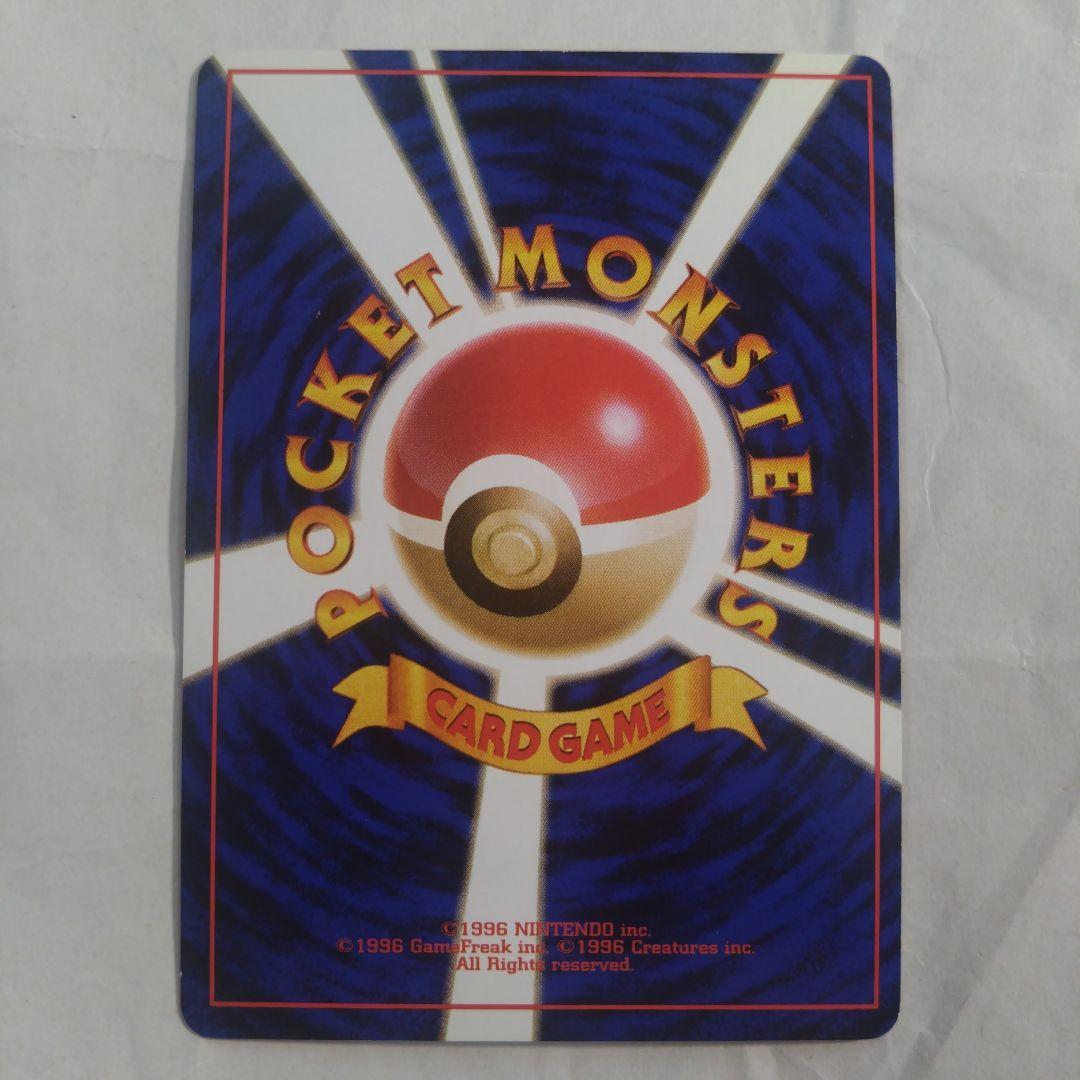 POCKET MONSTERS
CARD GAME
©1996 NINTENDO inc.
©1996 GameFreak inc. ©1996 Creatures inc.
All Rights reserved.